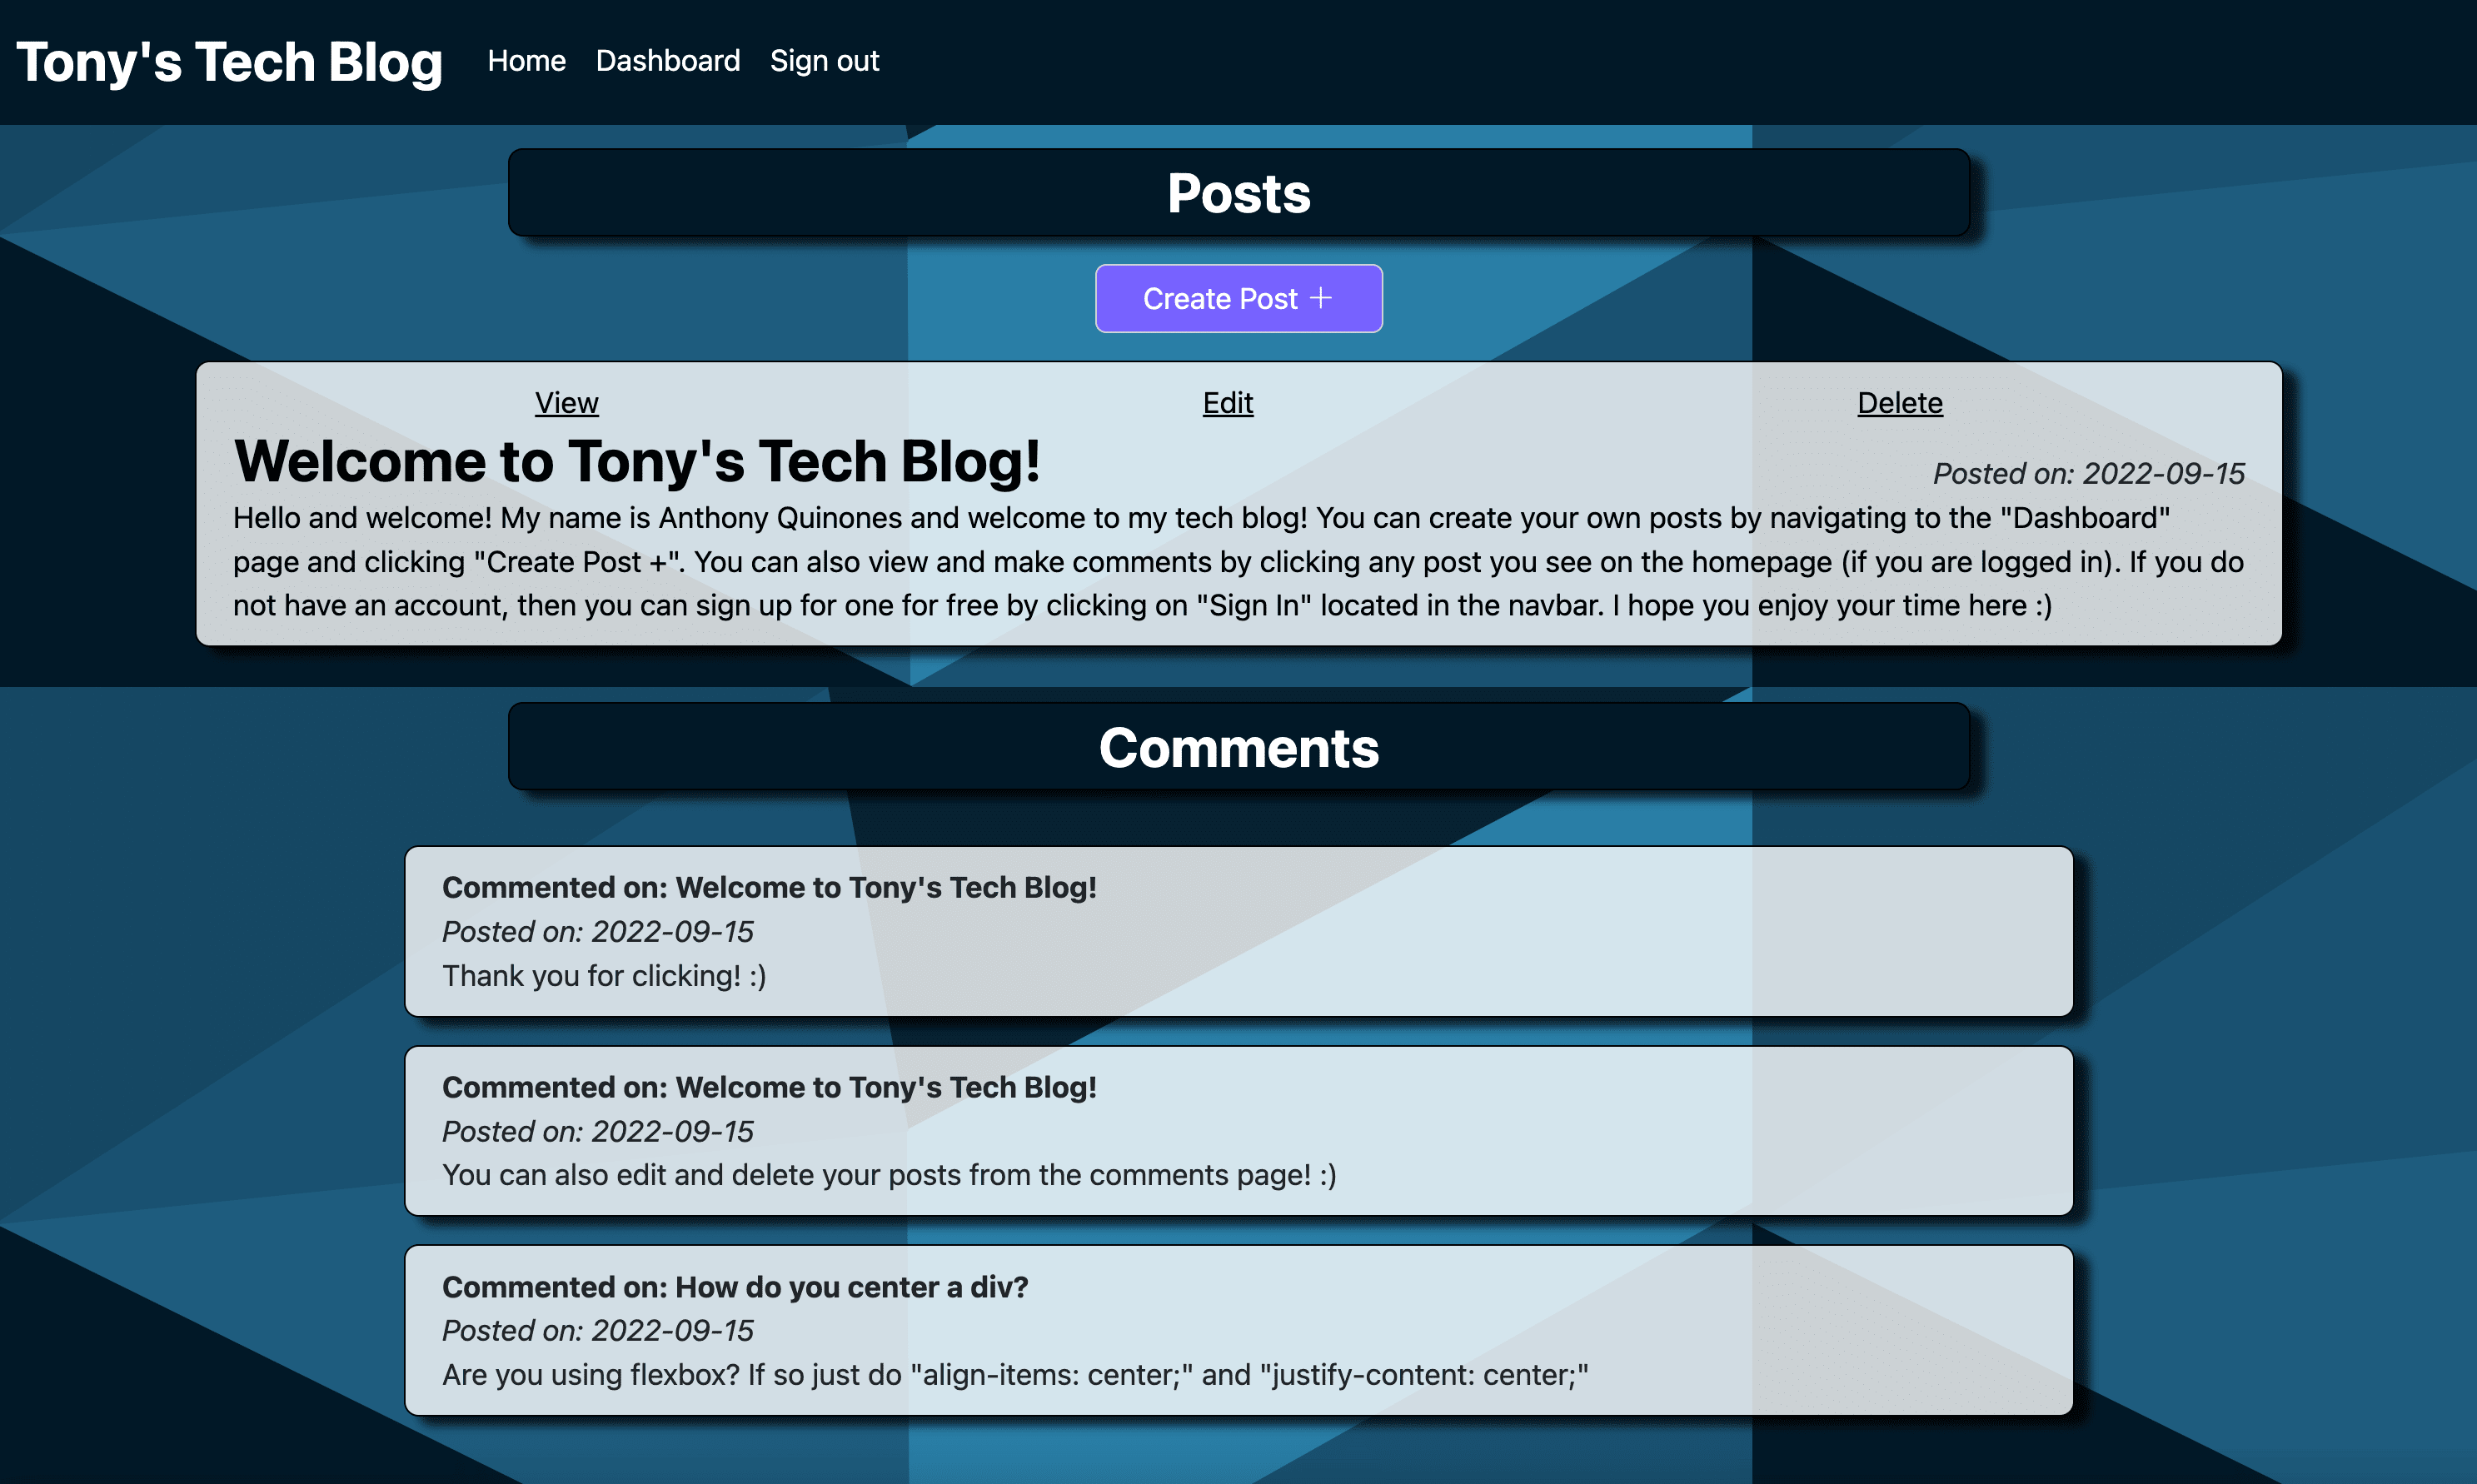 Tony's Tech Blog Home Dashboard Sign out
Posts
Create Post +
View Edit Delete
Welcome to Tony's Tech Blog! Posted on: 2022-09-15
Hello and welcome! My name is Anthony Quinones and welcome to my tech blog! You can create your own posts by navigating to the "Dashboard"
page and clicking "Create Post +". You can also view and make comments by clicking any post you see on the homepage (if you are logged in). If you do
not have an account, then you can sign up for one for free by clicking on "Sign In" located in the navbar. I hope you enjoy your time here :)
Comments
Commented on: Welcome to Tony's Tech Blog!
Posted on: 2022-09-15
Thank you for clicking! :)
Commented on: Welcome to Tony's Tech Blog!
Posted on: 2022-09-15
You can also edit and delete your posts from the comments page! :)
Commented on: How do you center a div?
Posted on: 2022-09-15
Are you using flexbox? If so just do "align-items: center;" and "justify-content: center;"